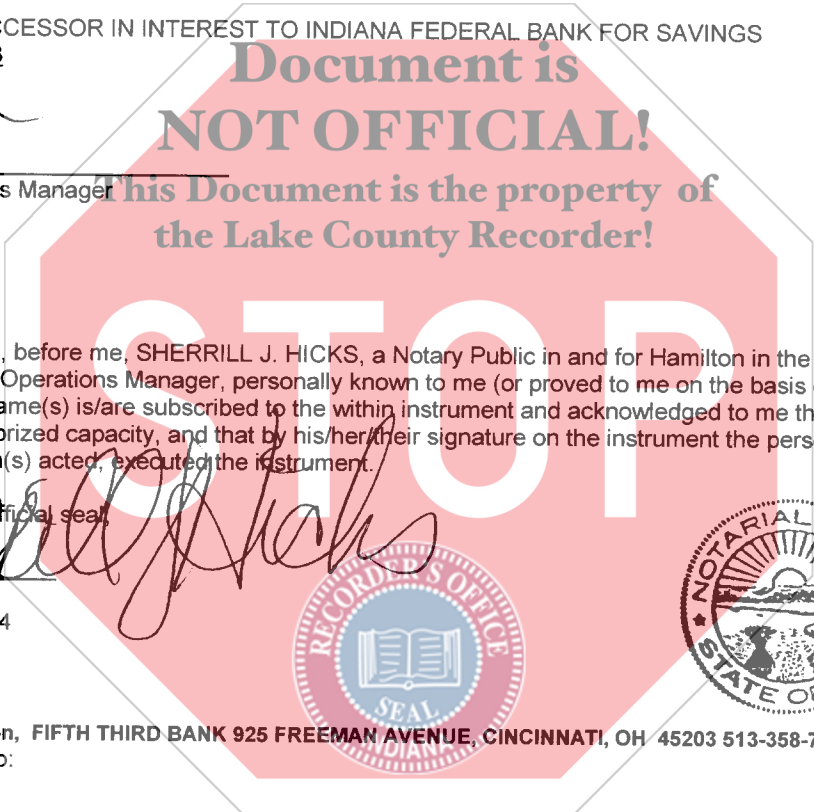 CCESSOR IN INTEREST TO INDIANA FEDERAL BANK FOR SAVINGS
Document is
NOT OFFICIAL!
s Manager
This Document is the property of
the Lake County Recorder!
STOP
, before me, SHERRILL J. HICKS, a Notary Public in and for Hamilton in the
Operations Manager, personally known to me (or proved to me on the basis
ame(s) is/are subscribed to the within instrument and acknowledged to me th
orized capacity, and that by his/her/their signature on the instrument the pers
(s) acted, executed the instrument.
fficial seal,
Hicks
NOTARIAL
STATE OF
RECORDER'S OFFICE
SEAL
INDIANA
4
n, FIFTH THIRD BANK 925 FREEMAN AVENUE, CINCINNATI, OH 45203 513-358-7
o: